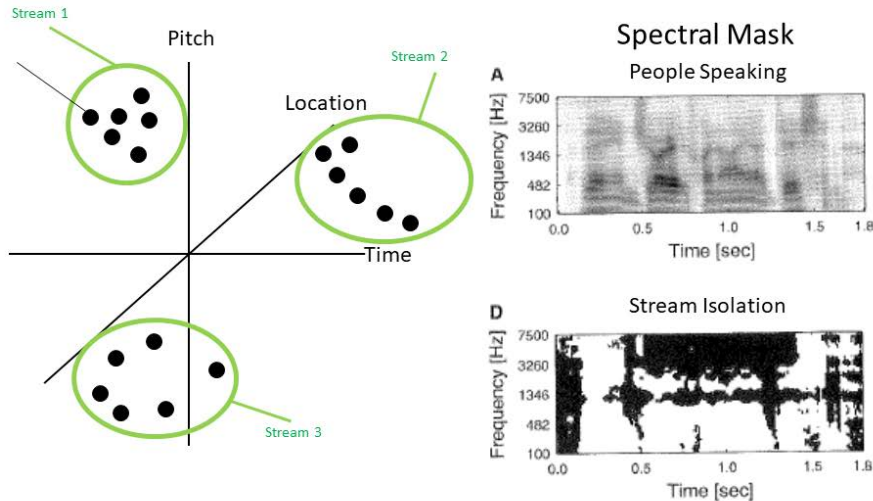 Stream 1
Pitch
Stream 2
Location
Time
Stream 3
Spectral Mask
A
People Speaking
Frequency [Hz]
7500
3260
1346
482
100
0.0
0.5
1.0
1.5
1.8
Time [sec]
D
Stream Isolation
Frequency [Hz]
7500
3260
1346
482
100
0.0
0.5
1.0
1.5
1.8
Time [sec]